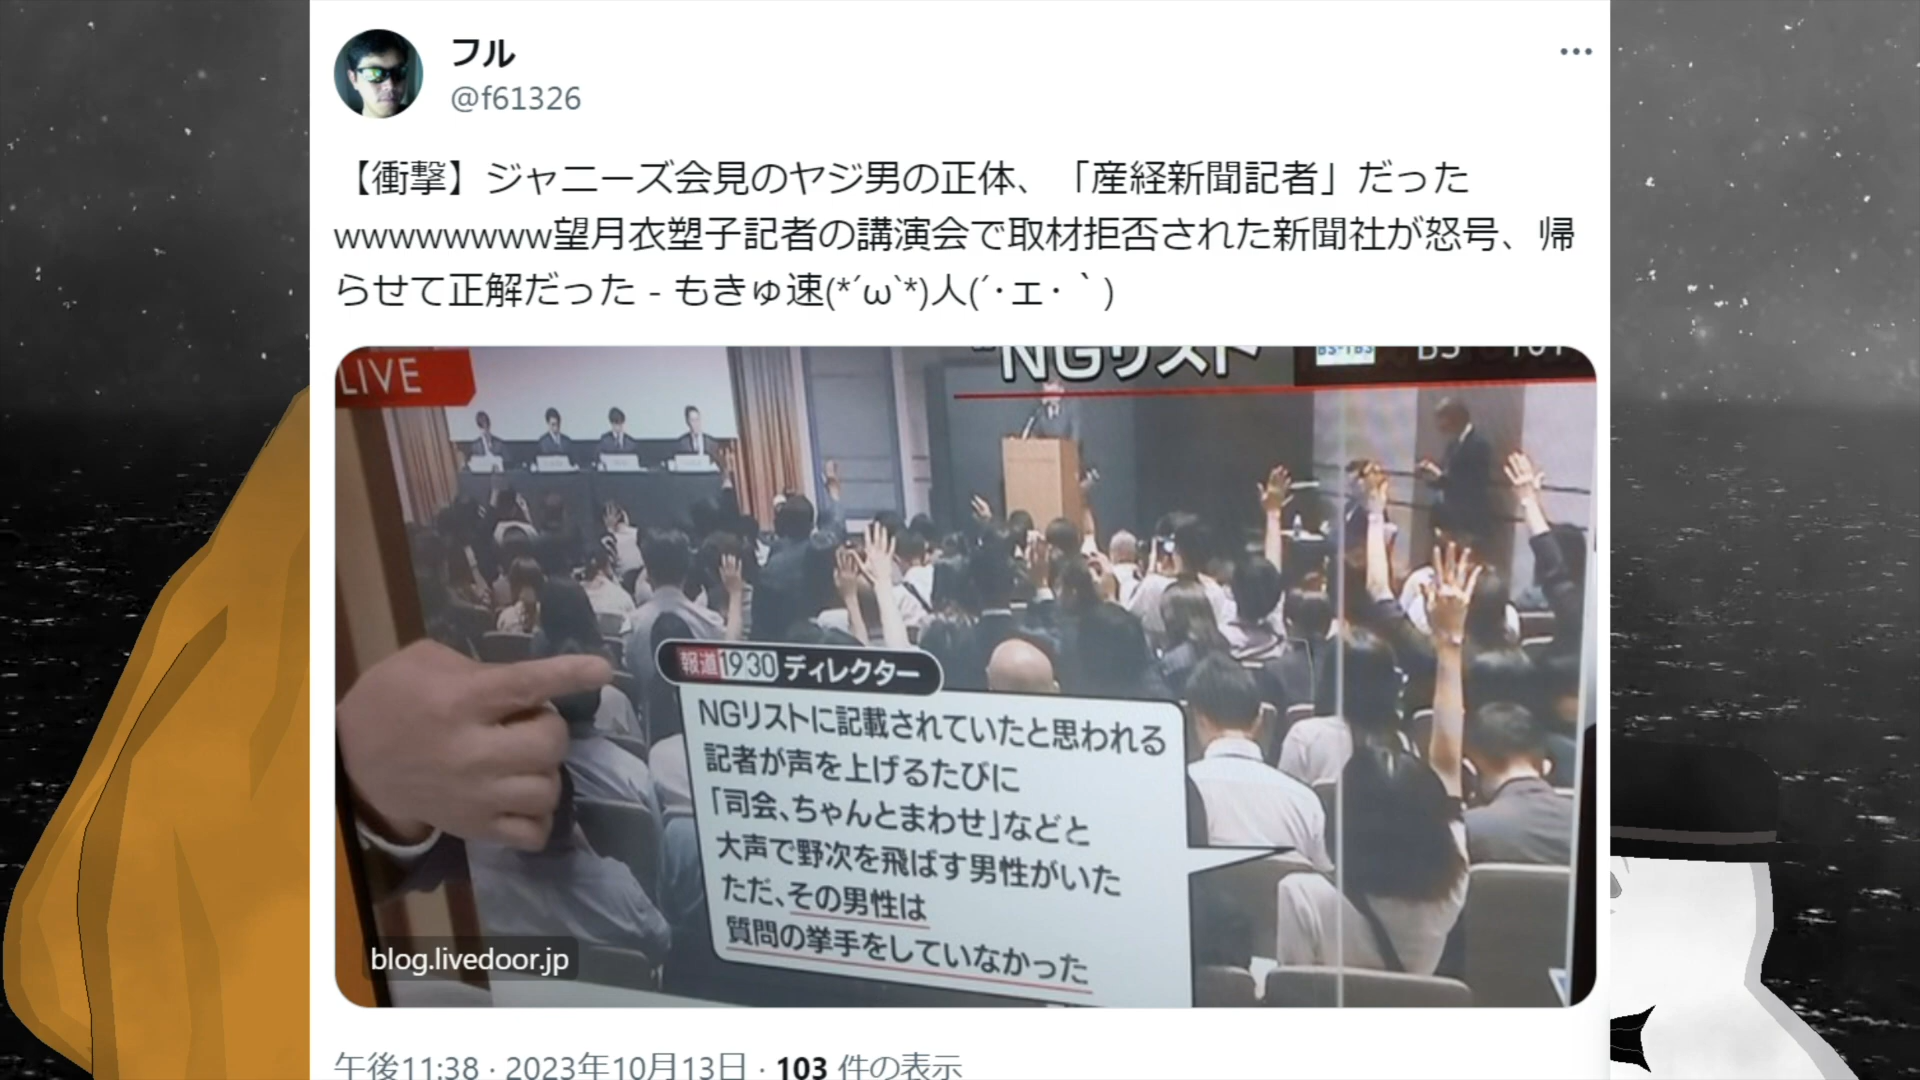 フル
@f61326
【衝撃】ジャニーズ会見のヤジ男の正体、「産経新聞記者」だった
wwwwwwwww望月衣塑子記者の講演会で取材拒否された新聞社が怒号、帰
らせて正解だった - もきゅ速(*´ω`*)人(´･ェ･｀)
LIVE
NGリスト
BS-TBS
報道1930 ディレクター
NGリストに記載されていたと思われる
記者が声を上げるたびに
「司会、ちゃんとまわせ」などと
大声で野次を飛ばす男性がいた
ただ、その男性は
質問の挙手をしていなかった
blog.livedoor.jp
午後11:38 · 2023年10月13日 · 103 件の表示